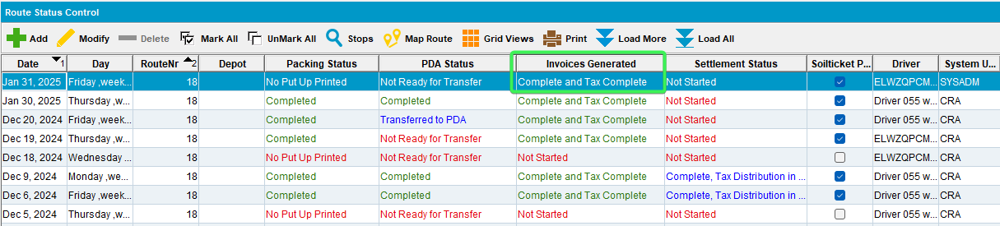 Route Status Control
Add Modify Delete Mark All UnMark All Stops Map Route Grid Views Print Load More Load All
Date 1 Day RouteNr 2 Depot Packing Status PDA Status Invoices Generated Settlement Status Soilticket P... Driver System U...
Jan 31, 2025 Friday ,week... 18 No Put Up Printed Not Ready for Transfer Complete and Tax Complete Not Started ELWZQPCM... SYSADM
Jan 30, 2025 Thursday ,w... 18 Completed Completed Complete and Tax Complete Not Started Driver 055 w... CRA
Dec 20, 2024 Friday ,week... 18 Completed Transferred to PDA Complete and Tax Complete Not Started Driver 055 w... CRA
Dec 19, 2024 Thursday ,w... 18 Completed Not Ready for Transfer Complete and Tax Complete Not Started ELWZQPCM... CRA
Dec 18, 2024 Wednesday ... 18 No Put Up Printed Not Ready for Transfer Not Started Not Started ELWZQPCM... CRA
Dec 9, 2024 Monday ,we... 18 Completed Completed Complete and Tax Complete Complete, Tax Distribution in ... Driver 055 w... CRA
Dec 6, 2024 Friday ,week... 18 Completed Completed Complete and Tax Complete Complete, Tax Distribution in ... Driver 055 w... CRA
Dec 5, 2024 Thursday ,w... 18 No Put Up Printed Not Ready for Transfer Not Started Not Started Driver 055 w... CRA